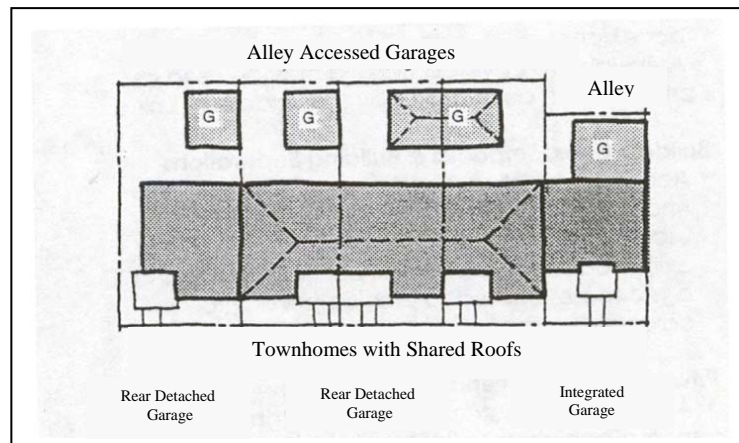 Alley Accessed Garages
Alley
G
G
G
G
Townhomes with Shared Roofs
Rear Detached
Garage
Rear Detached
Garage
Integrated
Garage